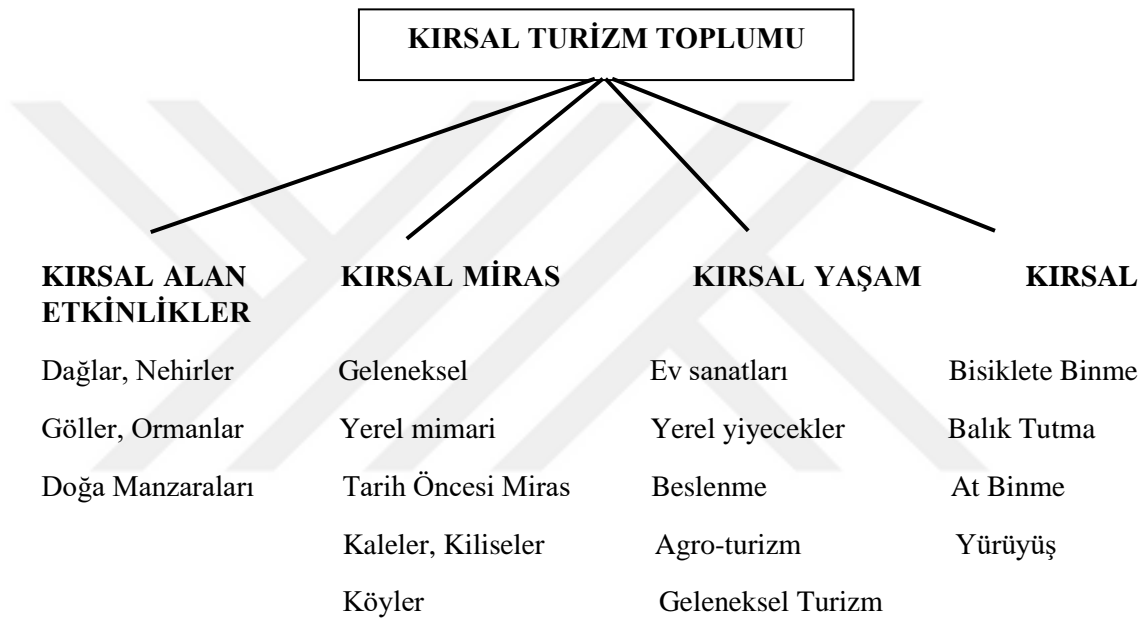 KIRSAL TURİZM TOPLUMU
KIRSAL ALAN KIRSAL MİRAS KIRSAL YAŞAM KIRSAL
ETKİNLİKLER
Dağlar, Nehirler Geleneksel Ev sanatları Bisiklete Binme
Göller, Ormanlar Yerel mimari Yerel yiyecekler Balık Tutma
Doğa Manzaraları Tarih Öncesi Miras Beslenme At Binme
Kaleler, Kiliseler Agro-turizm Yürüyüş
Köyler Geleneksel Turizm